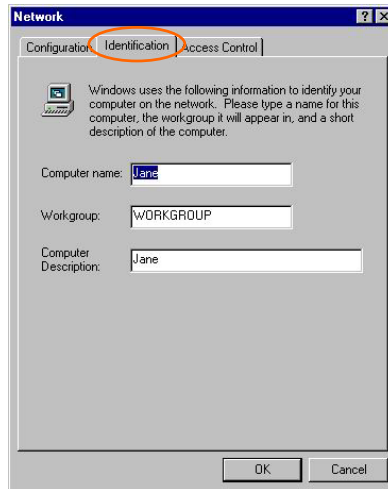 Network
Configuration Identification Access Control
Windows uses the following information to identify your
computer on the network. Please type a name for this
computer, the workgroup it will appear in, and a short
description of the computer.
Computer name: Jane
Workgroup: WORKGROUP
Computer
Description: Jane
OK Cancel